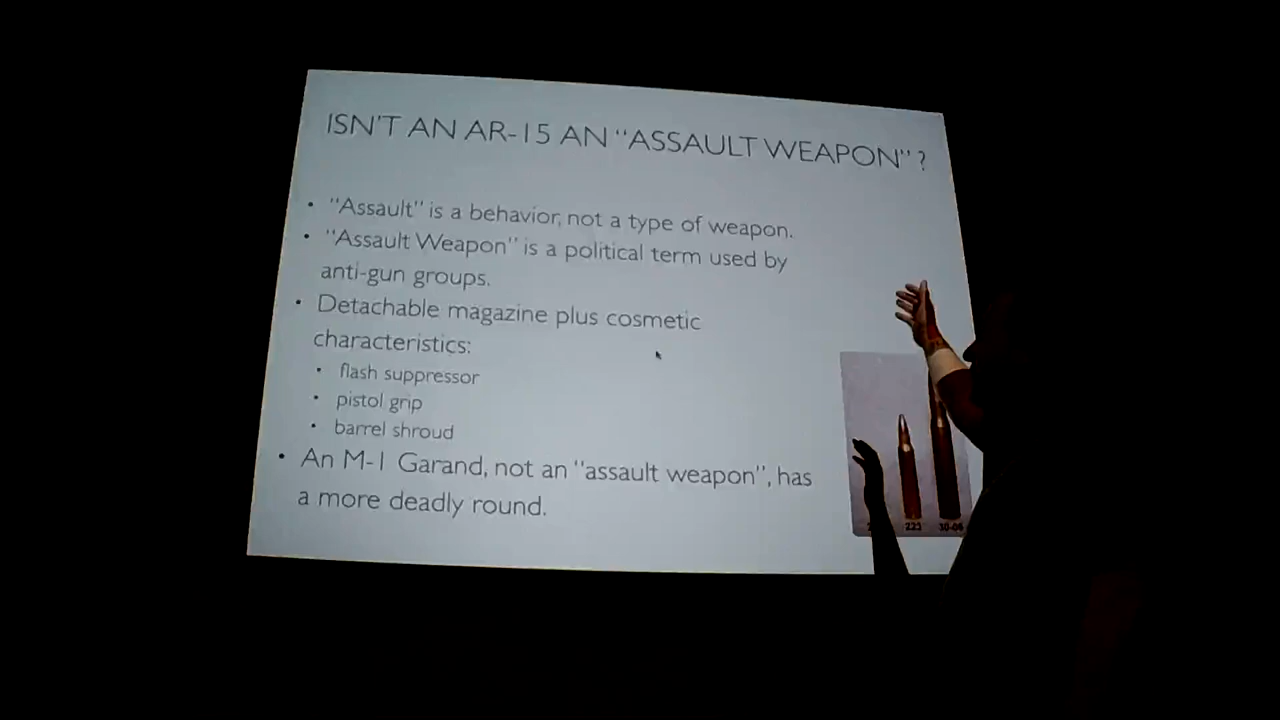 ISN'T AN AR-15 AN "ASSAULT WEAPON"?
• "Assault" is a behavior, not a type of weapon.
• "Assault Weapon" is a political term used by
anti-gun groups.
• Detachable magazine plus cosmetic
characteristics:
• flash suppressor
• pistol grip
• barrel shroud
• An M-1 Garand, not an "assault weapon", has
a more deadly round.
223 30-06